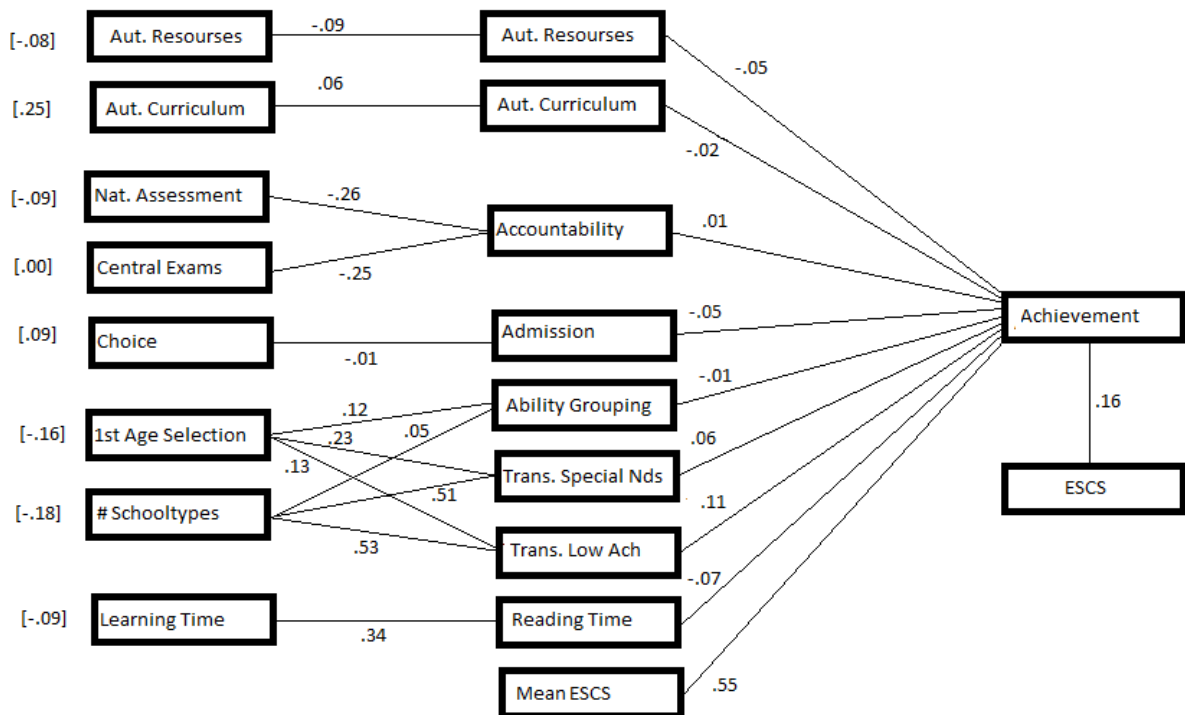 [-.08] Aut. Resourses -.09 Aut. Resourses -.05
[.25] Aut. Curriculum .06 Aut. Curriculum -.02
[-.09] Nat. Assessment -.26
Accountability .01
[.00] Central Exams -.25
Achievement
[.09] Choice -.01 Admission -.05
.16
[-.16] 1st Age Selection .12 .05 Ability Grouping -.01
.23 .13
Trans. Special Nds .06
ESCS
[-.18] # Schooltypes .51
.53 Trans. Low Ach .11
[-.09] Learning Time .34 Reading Time -.07
Mean ESCS .55